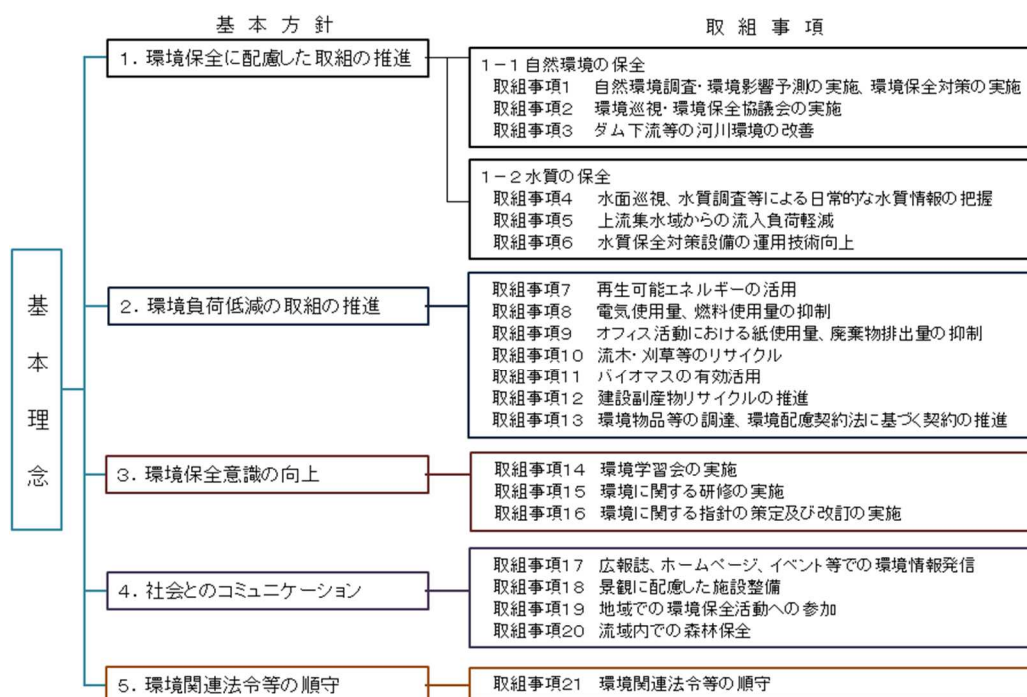 基本方針
取組事項
基本理念
1. 環境保全に配慮した取組の推進
1-1 自然環境の保全
取組事項1 自然環境調査・環境影響予測の実施、環境保全対策の実施
取組事項2 環境巡視・環境保全協議会の実施
取組事項3 ダム下流等の河川環境の改善
1-2 水質の保全
取組事項4 水面巡視、水質調査等による日常的な水質情報の把握
取組事項5 上流集水域からの流入負荷軽減
取組事項6 水質保全対策設備の運用技術向上
2. 環境負荷低減の取組の推進
取組事項7 再生可能エネルギーの活用
取組事項8 電気使用量、燃料使用量の抑制
取組事項9 オフィス活動における紙使用量、廃棄物排出量の抑制
取組事項10 流木・刈草等のリサイクル
取組事項11 バイオマスの有効活用
取組事項12 建設副産物リサイクルの推進
取組事項13 環境物品等の調達、環境配慮契約法に基づく契約の推進
3. 環境保全意識の向上
取組事項14 環境学習会の実施
取組事項15 環境に関する研修の実施
取組事項16 環境に関する指針の策定及び改訂の実施
4. 社会とのコミュニケーション
取組事項17 広報誌、ホームページ、イベント等での環境情報発信
取組事項18 景観に配慮した施設整備
取組事項19 地域での環境保全活動への参加
取組事項20 流域内での森林保全
5. 環境関連法令等の順守
取組事項21 環境関連法令等の順守